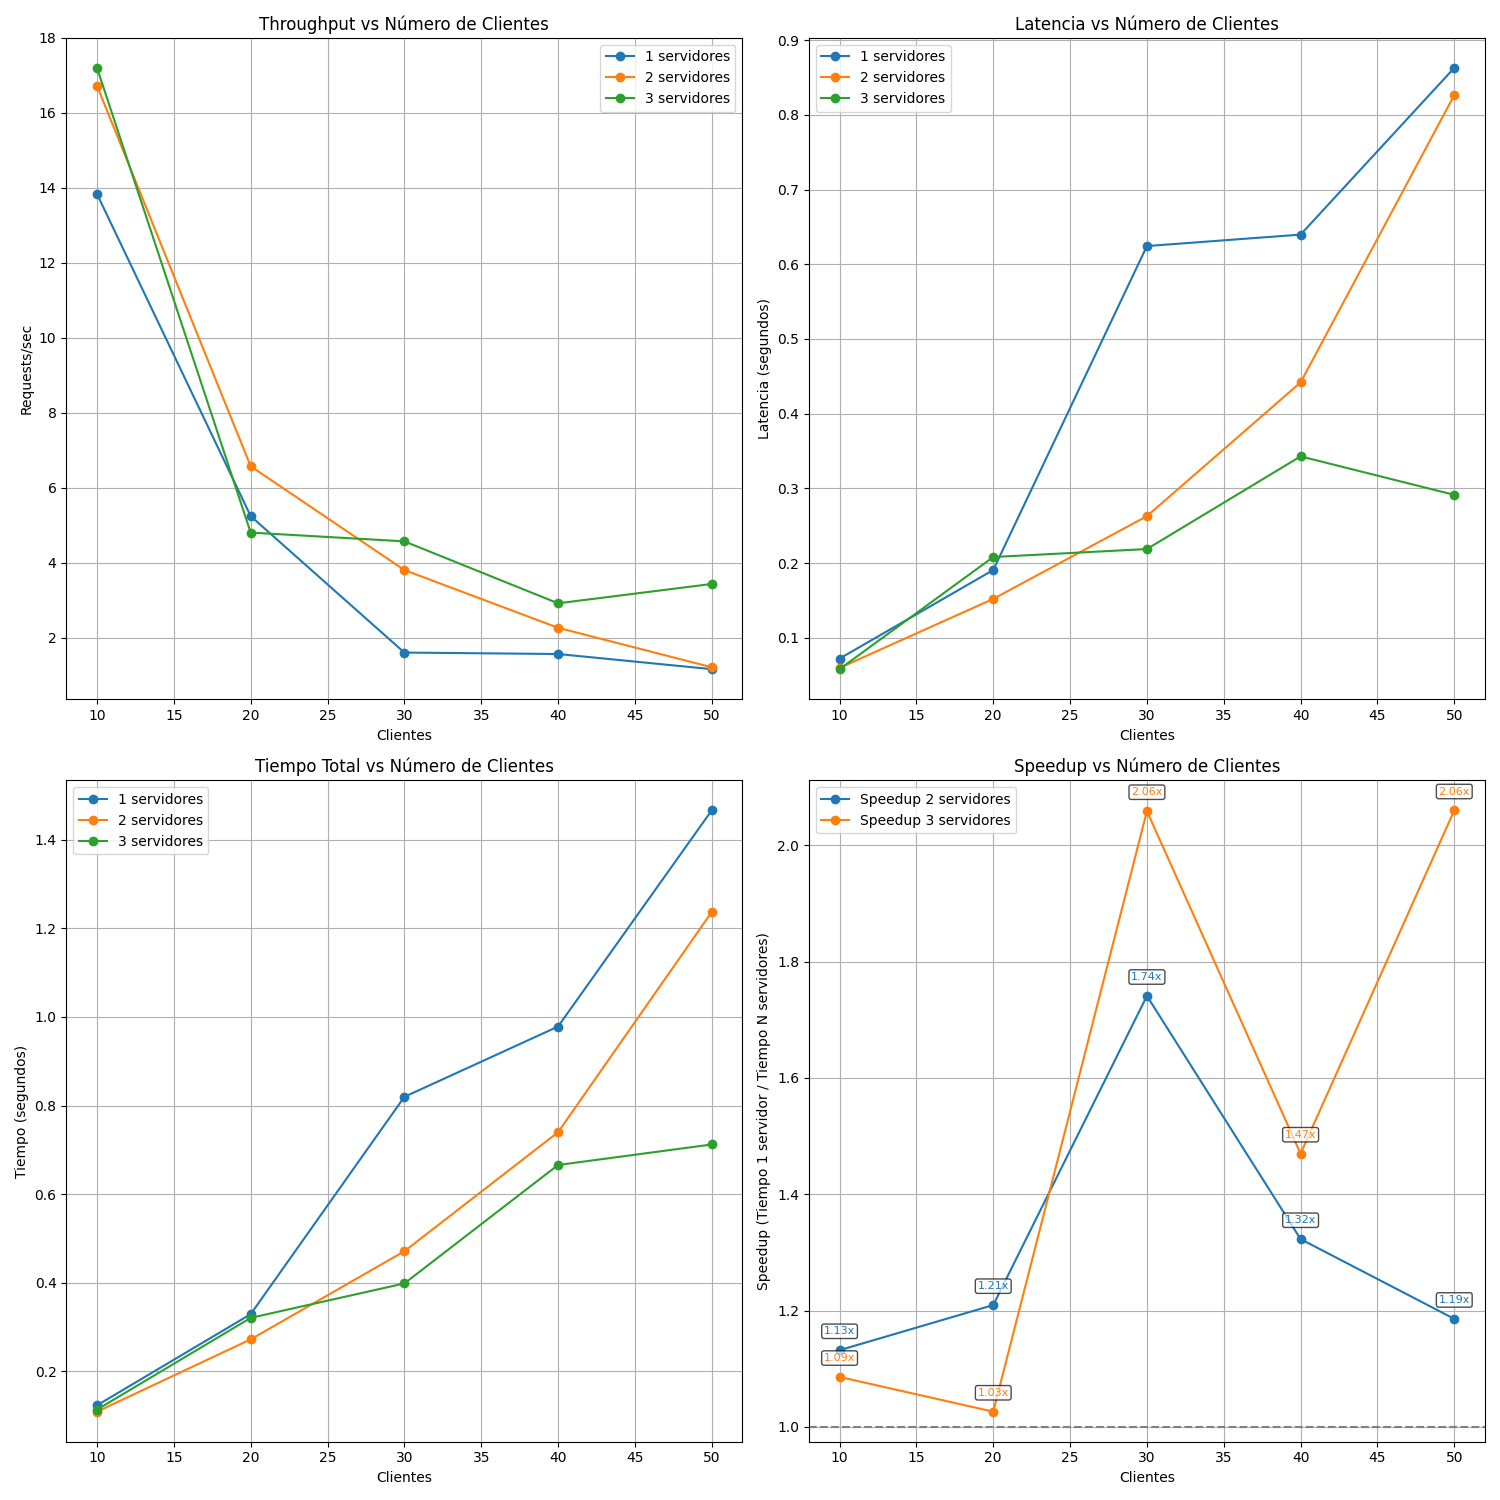 Throughput vs Número de Clientes
18
16
14
12
10
8
6
4
2
Requests/sec
1 servidores
2 servidores
3 servidores
10 15 20 25 30 35 40 45 50
Clientes
Latencia vs Número de Clientes
0.9
0.8
0.7
0.6
0.5
0.4
0.3
0.2
0.1
Latencia (segundos)
1 servidores
2 servidores
3 servidores
10 15 20 25 30 35 40 45 50
Clientes
Tiempo Total vs Número de Clientes
1.4
1.2
1.0
0.8
0.6
0.4
0.2
Tiempo (segundos)
1 servidores
2 servidores
3 servidores
10 15 20 25 30 35 40 45 50
Clientes
Speedup vs Número de Clientes
2.0
1.8
1.6
1.4
1.2
1.0
Speedup (Tiempo 1 servidor / Tiempo N servidores)
Speedup 2 servidores
Speedup 3 servidores
2.06x
2.06x
1.74x
1.47x
1.32x
1.21x
1.19x
1.13x
1.09x
1.03x
10 15 20 25 30 35 40 45 50
Clientes